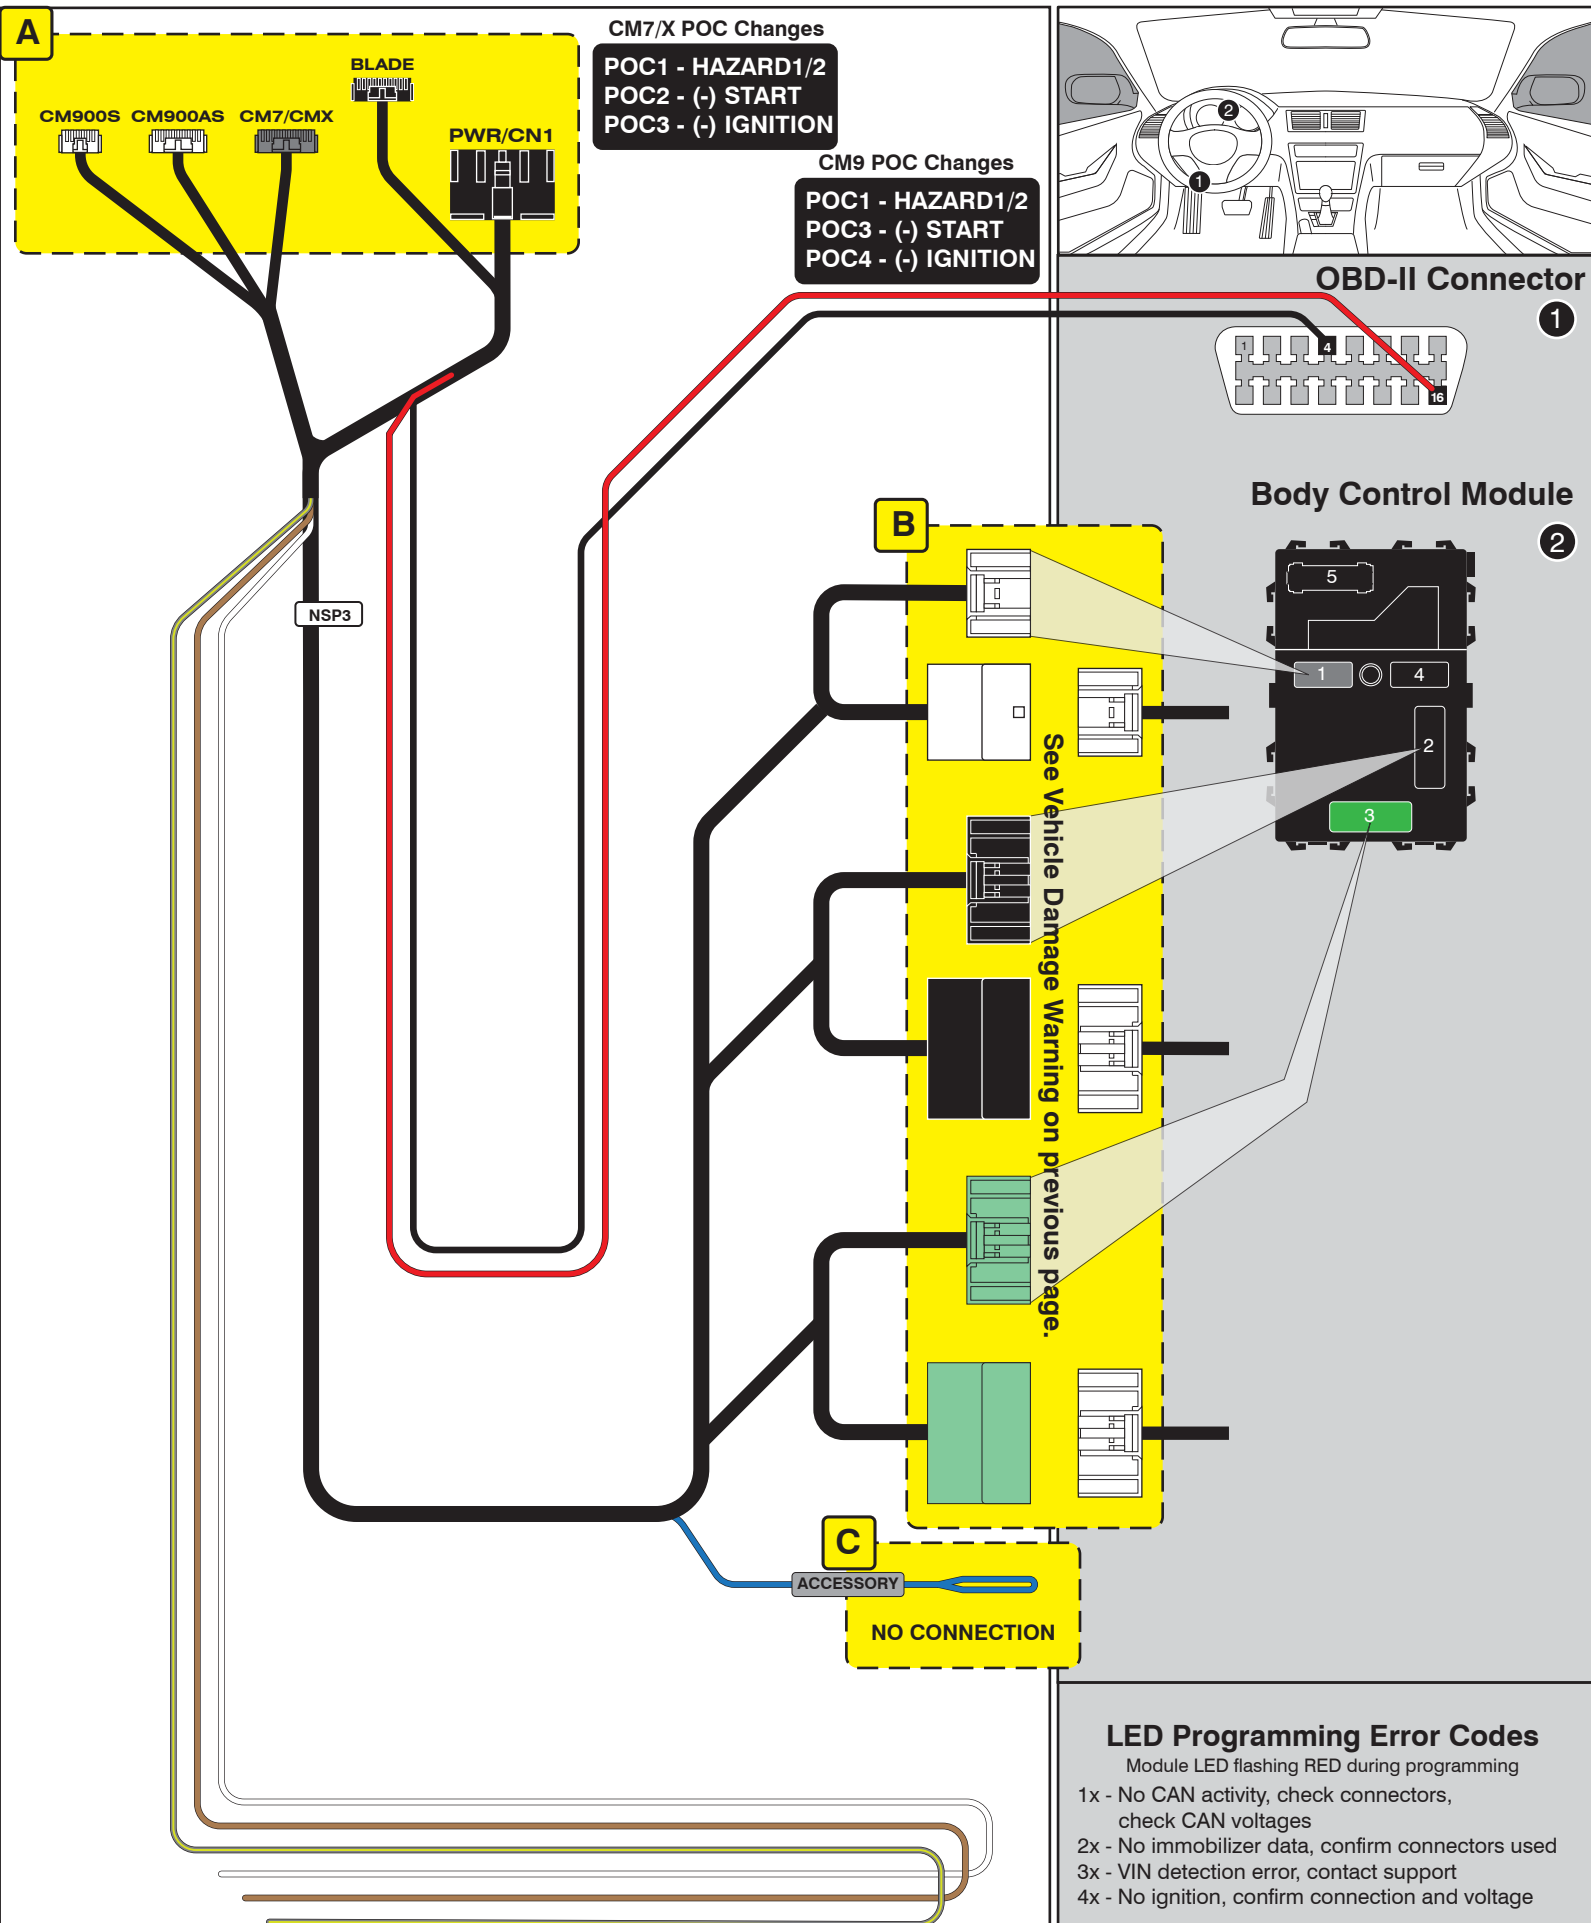 A
CM900S
CM900AS
CM7/CMX
BLADE
PWR/CN1
CM7/X POC Changes
POC1 - HAZARD1/2
POC2 - (-) START
POC3 - (-) IGNITION
CM9 POC Changes
POC1 - HAZARD1/2
POC3 - (-) START
POC4 - (-) IGNITION
2
1
OBD-II Connector
1
1
4
16
Body Control Module
2
5
1
4
2
3
NSP3
B
See Vehicle Damage Warning on previous page.
C
ACCESSORY
NO CONNECTION
LED Programming Error Codes
Module LED flashing RED during programming
1x - No CAN activity, check connectors,
check CAN voltages
2x - No immobilizer data, confirm connectors used
3x - VIN detection error, contact support
4x - No ignition, confirm connection and voltage